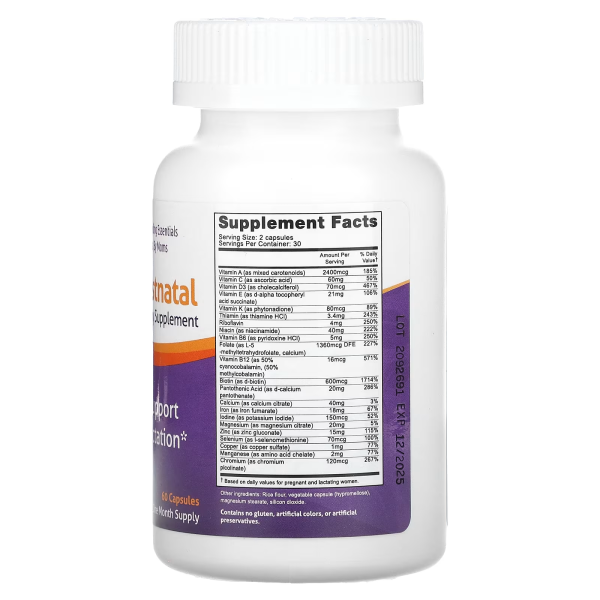 Essentials
Moms
tnatal
Supplement
pport
tation*
60 Capsules
Month Supply
Supplement Facts
Serving Size: 2 capsules
Servings Per Container: 30
Amount Per Serving % Daily Value†
Vitamin A (as mixed carotenoids) 2400mcg 185%
Vitamin C (as ascorbic acid) 60mg 50%
Vitamin D3 (as cholecalciferol) 70mcg 467%
Vitamin E (as d-alpha tocopheryl acid succinate) 21mg 106%
Vitamin K (as phytonadione) 80mcg 89%
Thiamin (as thiamine HCl) 3.4mg 243%
Riboflavin 4mg 250%
Niacin (as niacinamide) 40mg 222%
Vitamin B6 (as pyridoxine HCl) 5mg 250%
Folate (as L-5 1360mcg DFE 227%
-methyltetrahydrofolate, calcium)
Vitamin B12 (as 50% 16mcg 571%
cyanocobalamin, (50%
methylcobalamin)
Biotin (as d-biotin) 600mcg 1714%
Pantothenic Acid (as d-calcium 20mg 286%
pantothenate)
Calcium (as calcium citrate) 40mg 3%
Iron (as iron fumarate) 18mg 67%
Iodine (as potassium iodide) 150mcg 52%
Magnesium (as magnesium citrate) 20mg 5%
Zinc (as zinc gluconate) 15mg 115%
Selenium (as l-selenomethionine) 70mcg 100%
Copper (as copper sulfate) 1mg 77%
Manganese (as amino acid chelate) 2mg 77%
Chromium (as chromium 120mcg 267%
picolinate)
† Based on daily values for pregnant and lactating women.
Other ingredients: Rice flour, vegetable capsule (hypromellose),
magnesium stearate, silicon dioxide.
Contains no gluten, artificial colors, or artificial
preservatives.
LOT 2092691 EXP 12/2025